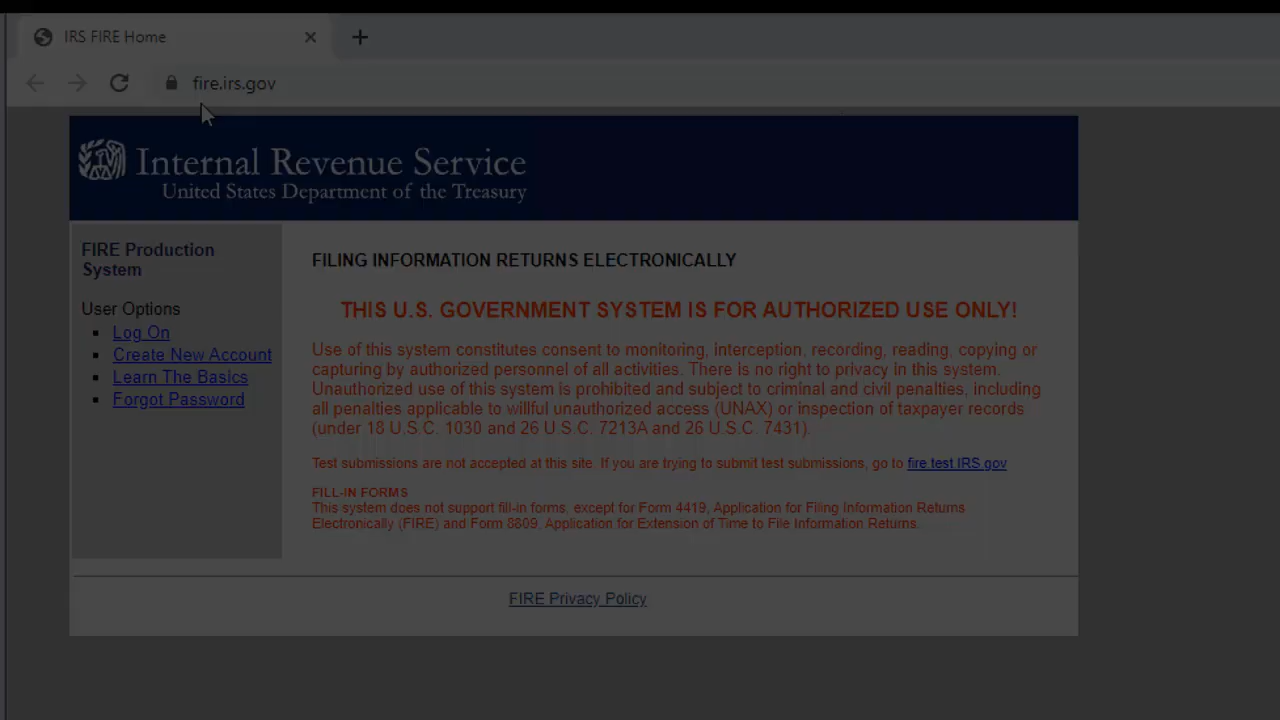 IRS FIRE Home
fire.irs.gov
Internal Revenue Service
United States Department of the Treasury
FIRE Production
System
User Options
Log On
Create New Account
Learn The Basics
Forgot Password
FILING INFORMATION RETURNS ELECTRONICALLY
THIS U.S. GOVERNMENT SYSTEM IS FOR AUTHORIZED USE ONLY!
Use of this system constitutes consent to monitoring, interception, recording, reading, copying or
capturing by authorized personnel of all activities. There is no right to privacy in this system.
Unauthorized use of this system is prohibited and subject to criminal and civil penalties, including
all penalties applicable to willful unauthorized access (UNAX) or inspection of taxpayer records
(under 18 U.S.C. 1030 and 26 U.S.C. 7213A and 26 U.S.C. 7431).
Test submissions are not accepted at this site. If you are trying to submit test submissions, go to fire.test.IRS.gov
FILL-IN FORMS
This system does not support fill-in forms, except for Form 4419, Application for Filing Information Returns
Electronically (FIRE) and Form 8809, Application for Extension of Time to File Information Returns.
FIRE Privacy Policy